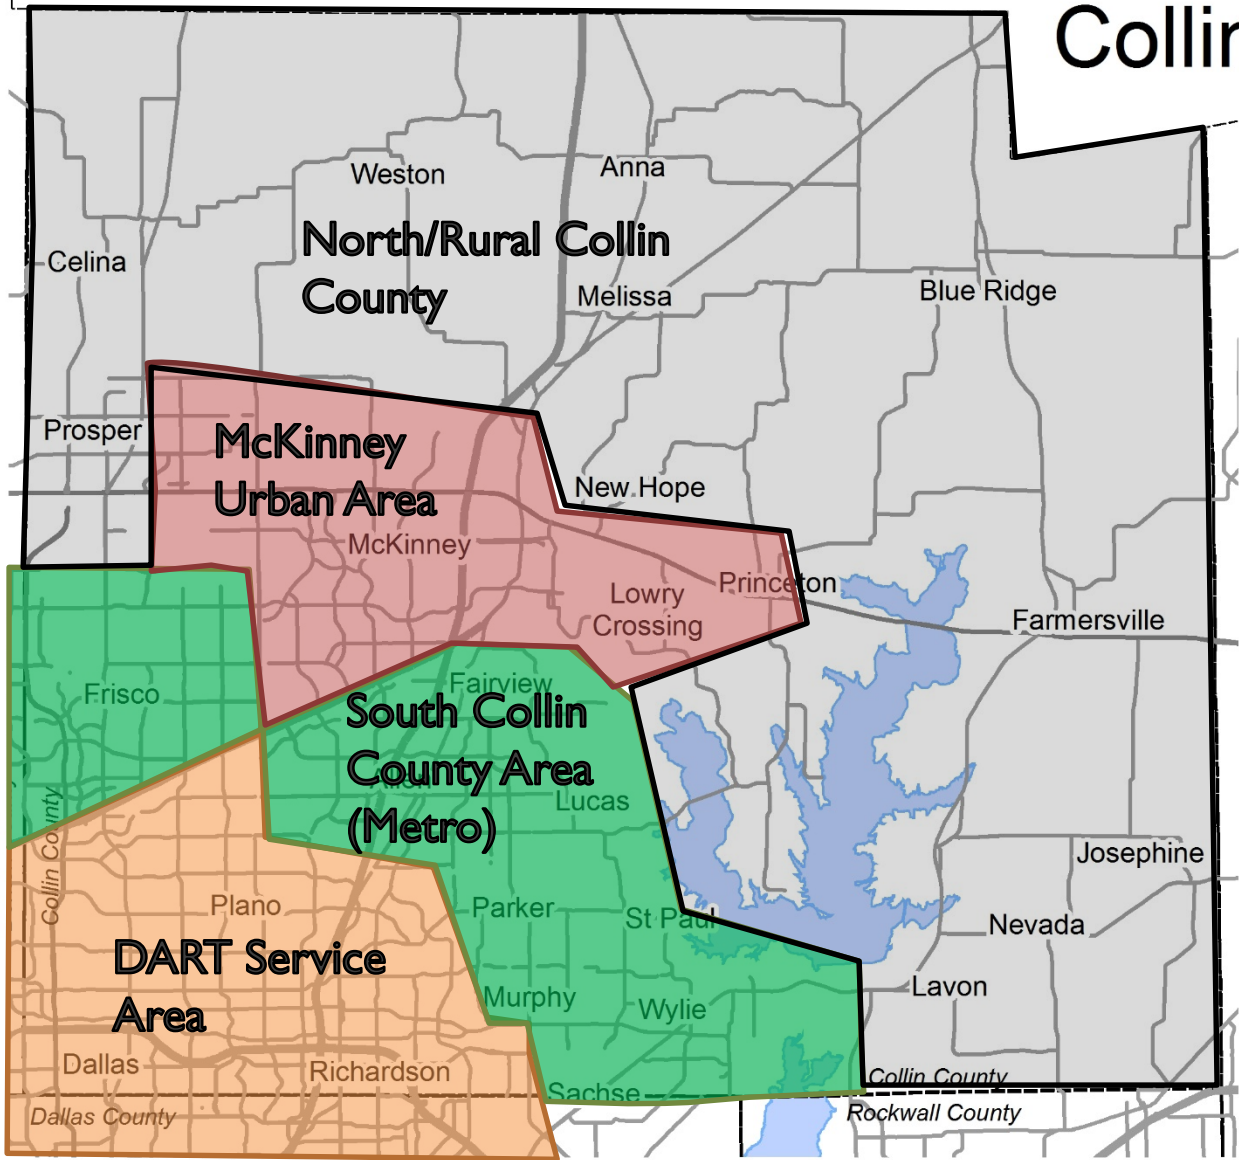 Collin
Weston
Anna
North/Rural Collin
County
Celina
Melissa
Blue Ridge
Prosper
McKinney
Urban Area
New Hope
McKinney
Princeton
Lowry
Crossing
Farmersville
Frisco
Fairview
South Collin
County Area
(Metro)
Allen
Lucas
Collin County
Josephine
Plano
Parker
St Paul
Nevada
DART Service
Area
Murphy
Wylie
Lavon
Dallas
Richardson
Sachse
Collin County
Dallas County
Rockwall County